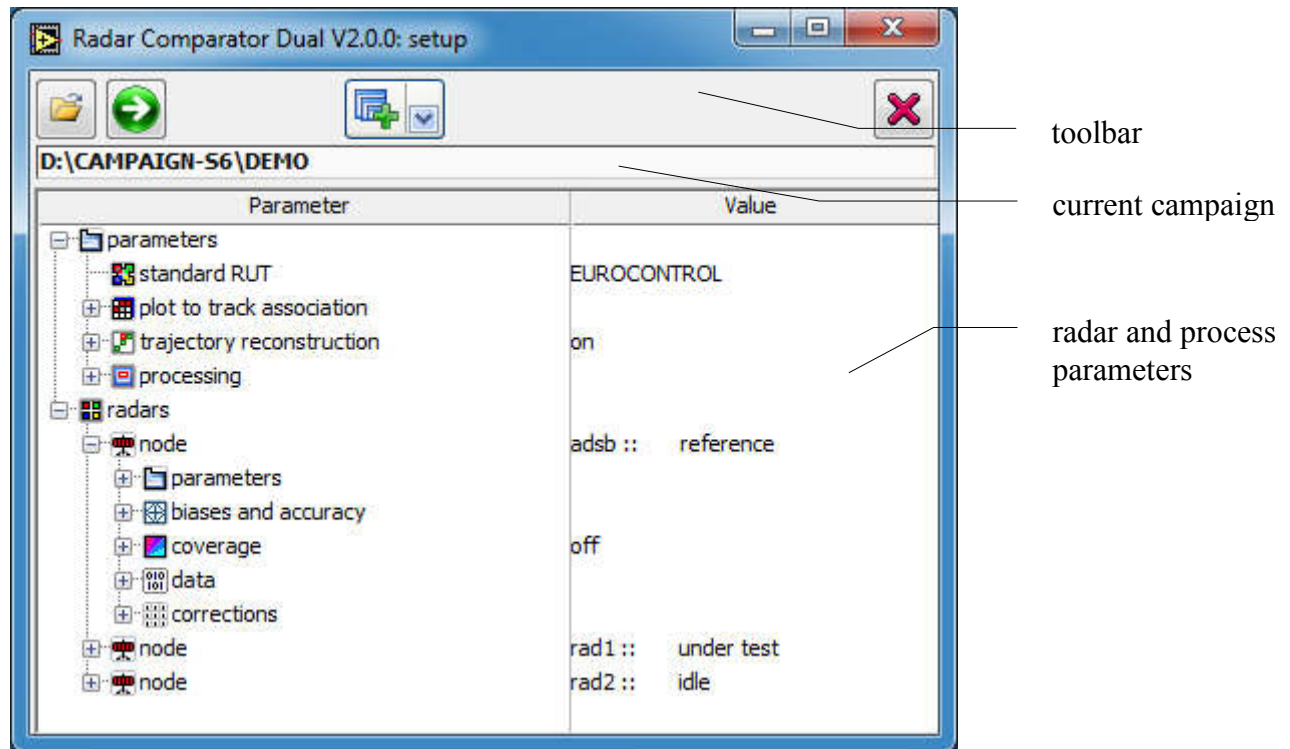 Radar Comparator Dual V2.0.0: setup
toolbar
D:\CAMPAIGN-S6\DEMO
current campaign
Parameter Value
parameters
standard RUT EUROCONTROL
plot to track association
trajectory reconstruction on
processing
radar and process
parameters
radars
node adsb :: reference
parameters
biases and accuracy
coverage off
data
corrections
node rad1 :: under test
node rad2 :: idle